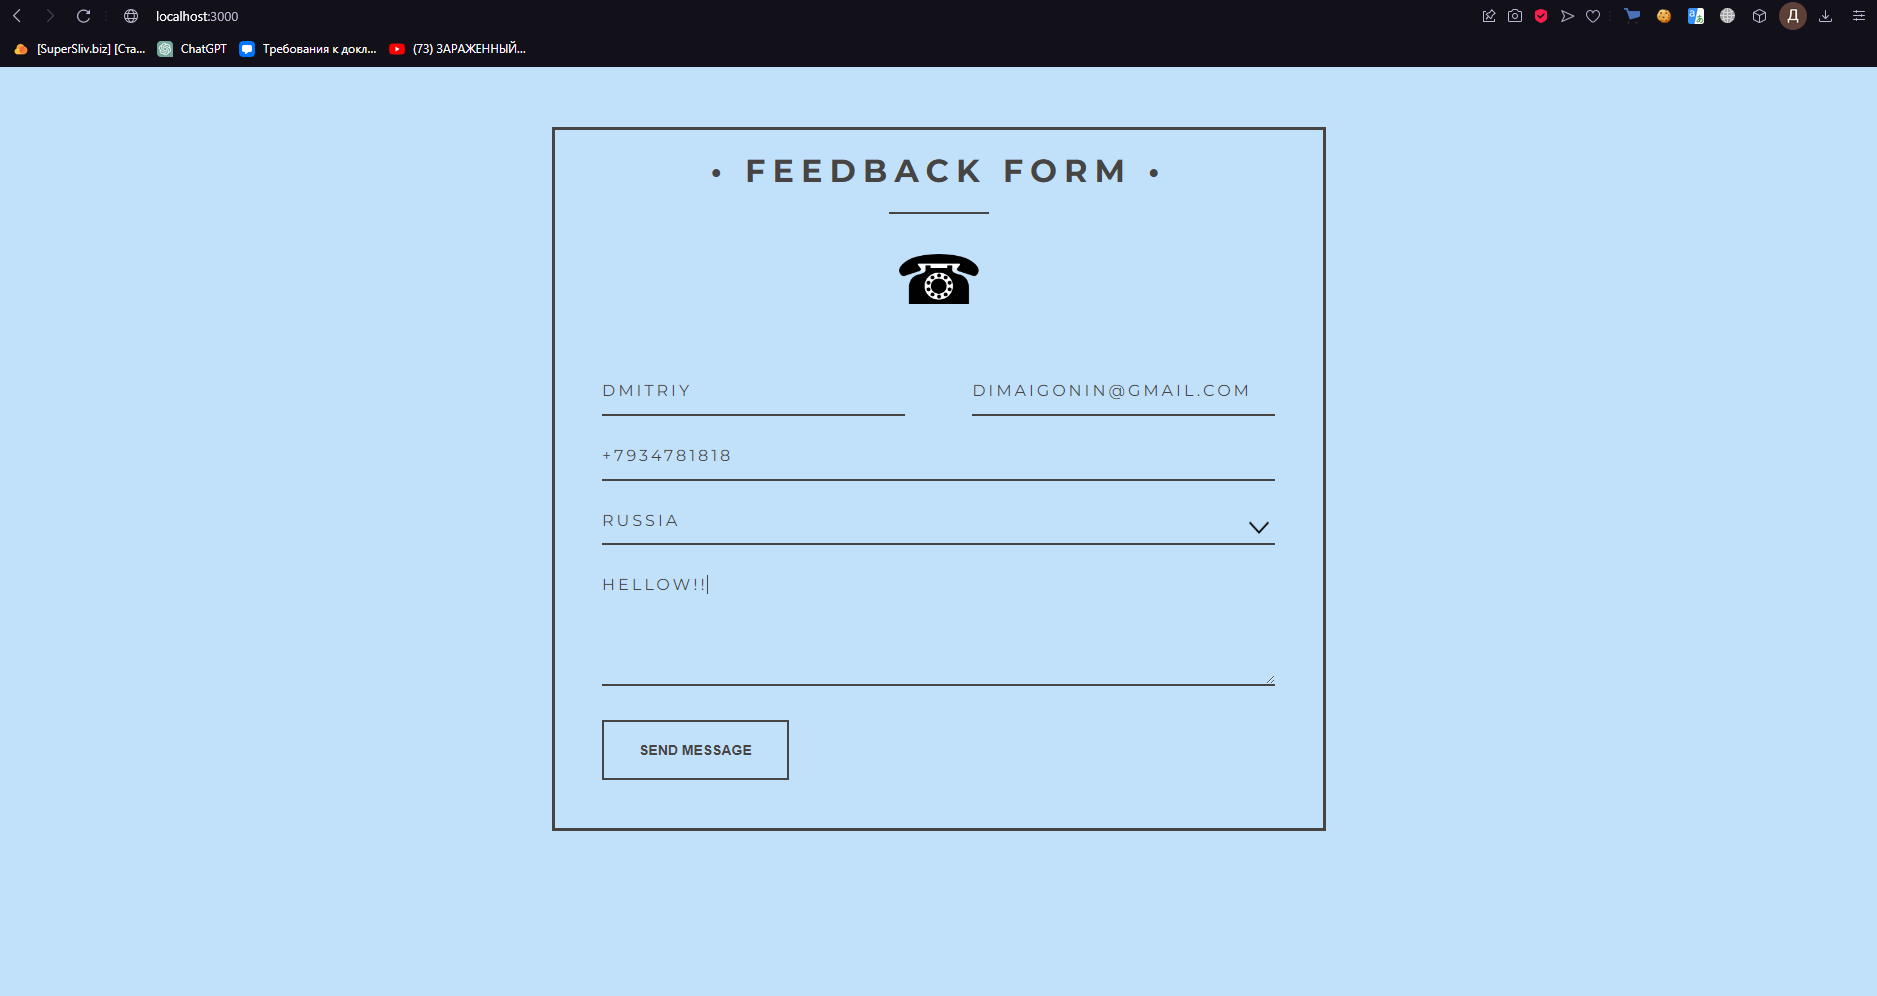 localhost:3000
[SuperSliv.biz] [Ста...
ChatGPT
Требования к докл...
(73) ЗАРАЖЕННЫЙ...
Д
• FEEDBACK FORM •
DMITRIY
DIMAIGONIN@GMAIL.COM
+7934781818
RUSSIA
HELLOW!!
SEND MESSAGE